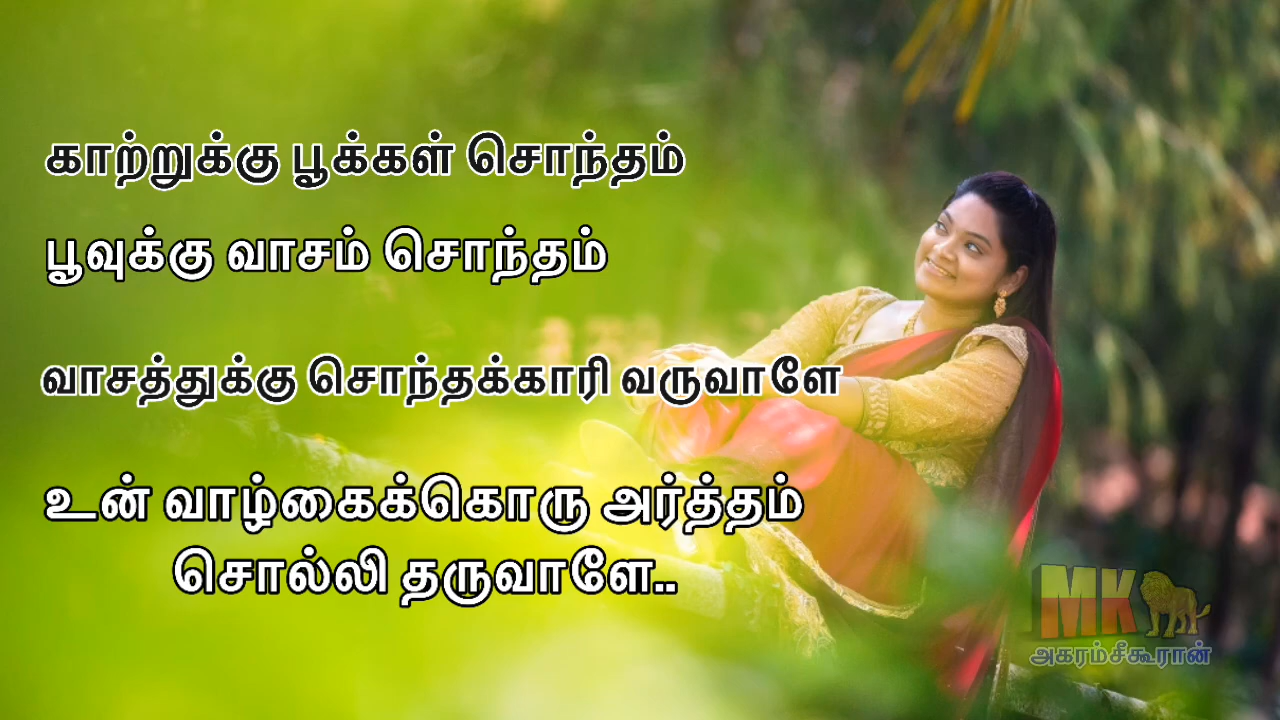 காற்றுக்கு பூக்கள் சொந்தம்
பூவுக்கு வாசம் சொந்தம்
வாசத்துக்கு சொந்தக்காரி வருவாளே
உன் வாழ்கைக்கொரு அர்த்தம்
சொல்லி தருவாளே..
MK
அகரம்சீகூரான்